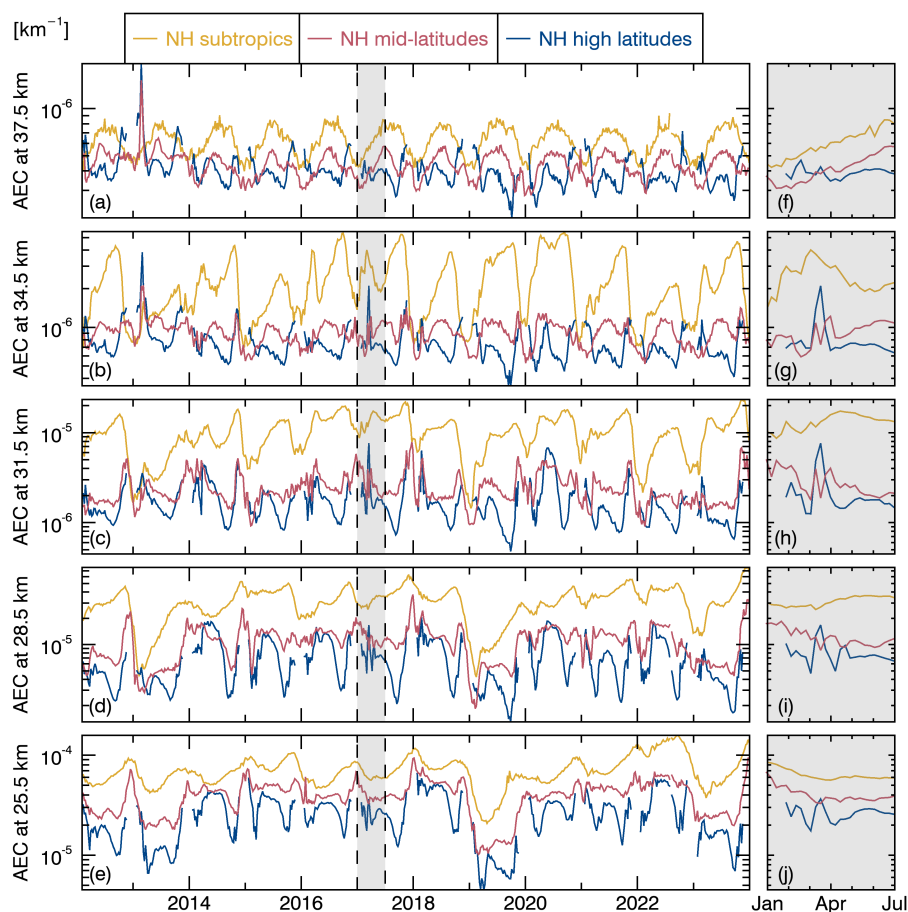 [km⁻¹]
NH subtropics NH mid-latitudes NH high latitudes
AEC at 37.5 km
10⁻⁶
(a)
(f)
AEC at 34.5 km
10⁻⁶
(b)
(g)
AEC at 31.5 km
10⁻⁵
10⁻⁶
(c)
(h)
AEC at 28.5 km
10⁻⁵
(d)
(i)
AEC at 25.5 km
10⁻⁴
10⁻⁵
(e)
(j)
2014 2016 2018 2020 2022
Jan Apr Jul